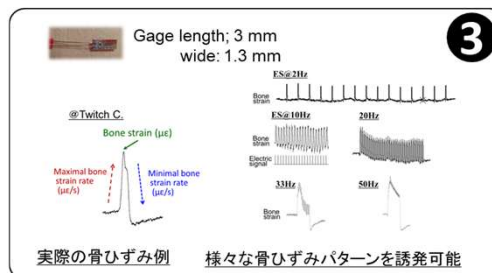 Gage length; 3 mm
wide: 1.3 mm
3
@Twitch C.
Bone strain (με)
Maximal bone
strain rate
(με/s)
Minimal bone
strain rate
(με/s)
実際の骨ひずみ例
ES@2Hz
Bone
strain
ES@10Hz
20Hz
Bone
strain
Electric
signal
33Hz
50Hz
Bone
strain
様々な骨ひずみパターンを誘発可能